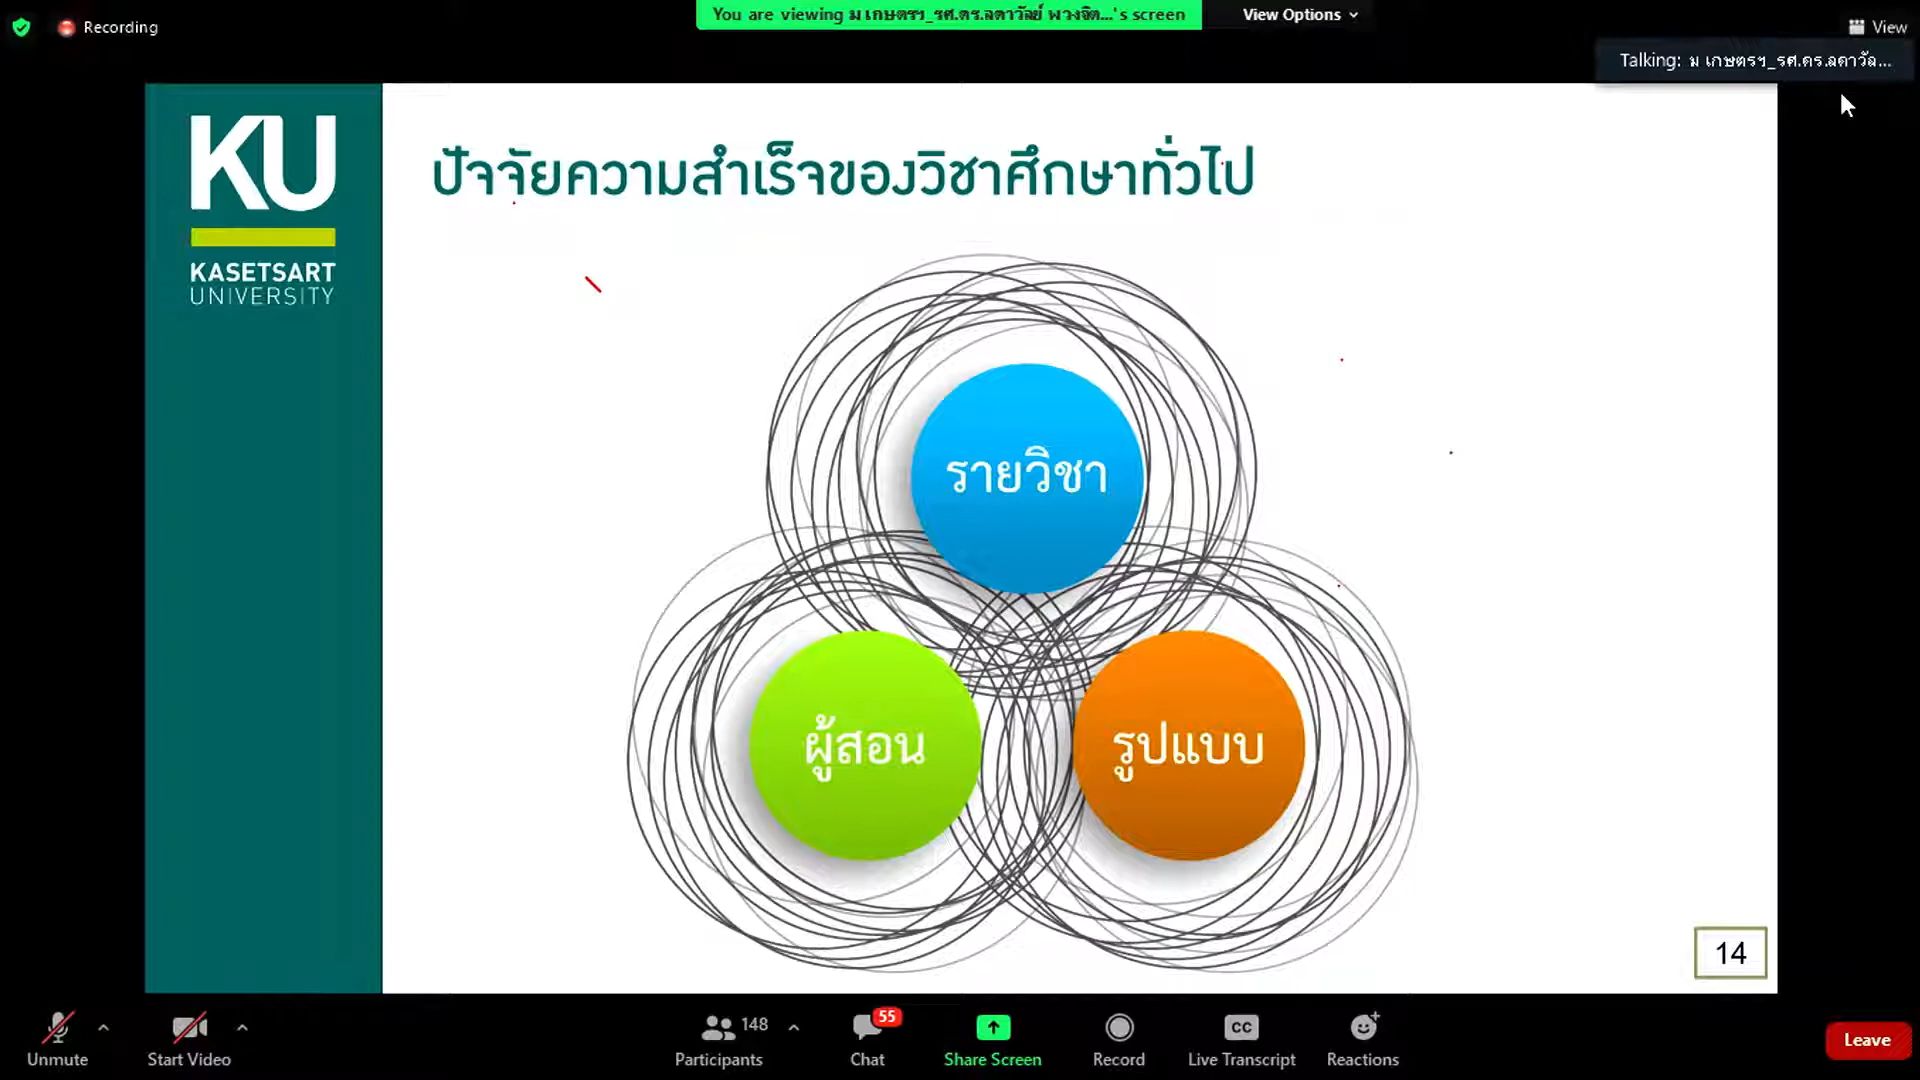 Recording
You are viewing ม เกษตรฯ_รศ.ดร.ลดาวัลย์ พวงจิต...'s screen
View Options
View
Talking: ม เกษตรฯ_รศ.ดร.ลดาวัล...
KU
KASETSART
UNIVERSITY
ปัจจัยความสำเร็จของวิชาศึกษาทั่วไป
รายวิชา
ผู้สอน
รูปแบบ
14
Unmute
Start Video
148
Participants
55
Chat
Share Screen
Record
CC
Live Transcript
Reactions
Leave